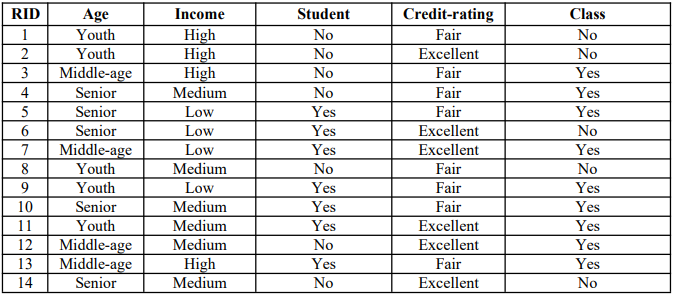 RID Age Income Student Credit-rating Class
1 Youth High No Fair No
2 Youth High No Excellent No
3 Middle-age High No Fair Yes
4 Senior Medium No Fair Yes
5 Senior Low Yes Fair Yes
6 Senior Low Yes Excellent No
7 Middle-age Low Yes Excellent Yes
8 Youth Medium No Fair No
9 Youth Low Yes Fair Yes
10 Senior Medium Yes Fair Yes
11 Youth Medium Yes Excellent Yes
12 Middle-age Medium No Excellent Yes
13 Middle-age High Yes Fair Yes
14 Senior Medium No Excellent No